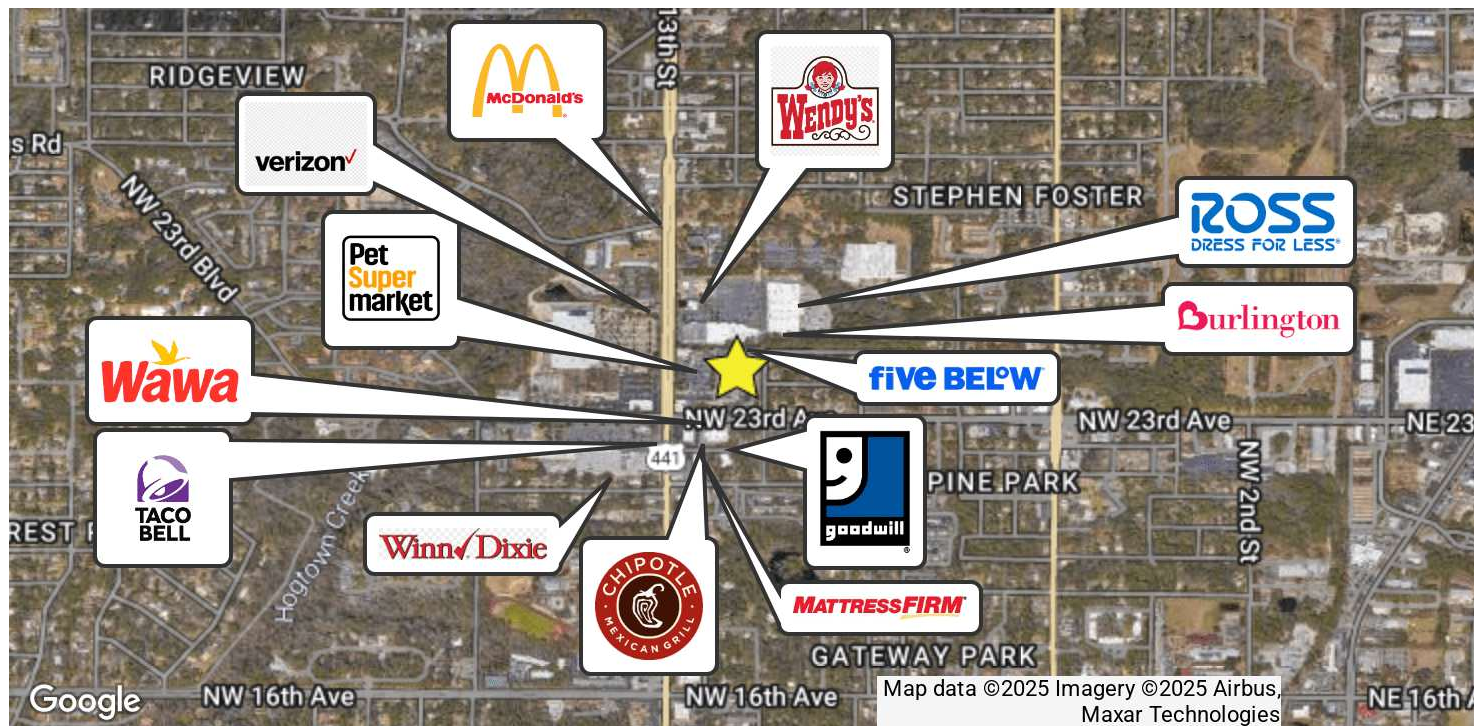 13th St
RIDGEVIEW
McDonald's
WENDY'S
verizon
s Rd
NW 23rd Blvd
STEPHEN FOSTER
ROSS
DRESS FOR LESS
Pet
Super
market
Burlington
Wawa
five BELOW
NW 23rd A
NW 23rd Ave
NE 23
441
TACO
BELL
goodwill
PINE PARK
NW 2nd St
REST
Hogtown Creek
Winn Dixie
CHIPOTLE
MEXICAN GRILL
MATTRESSFIRM
GATEWAY PARK
Google
NW 16th Ave
NW 16th Ave
Map data ©2025 Imagery ©2025 Airbus,
Maxar Technologies
NE 16th